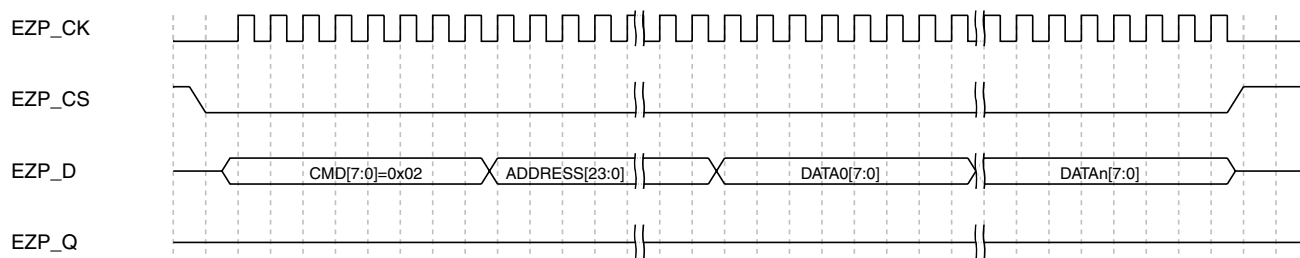 EZP_CK
EZP_CS
EZP_D CMD[7:0]=0x02 ADDRESS[23:0] DATA0[7:0] DATAn[7:0]
EZP_Q